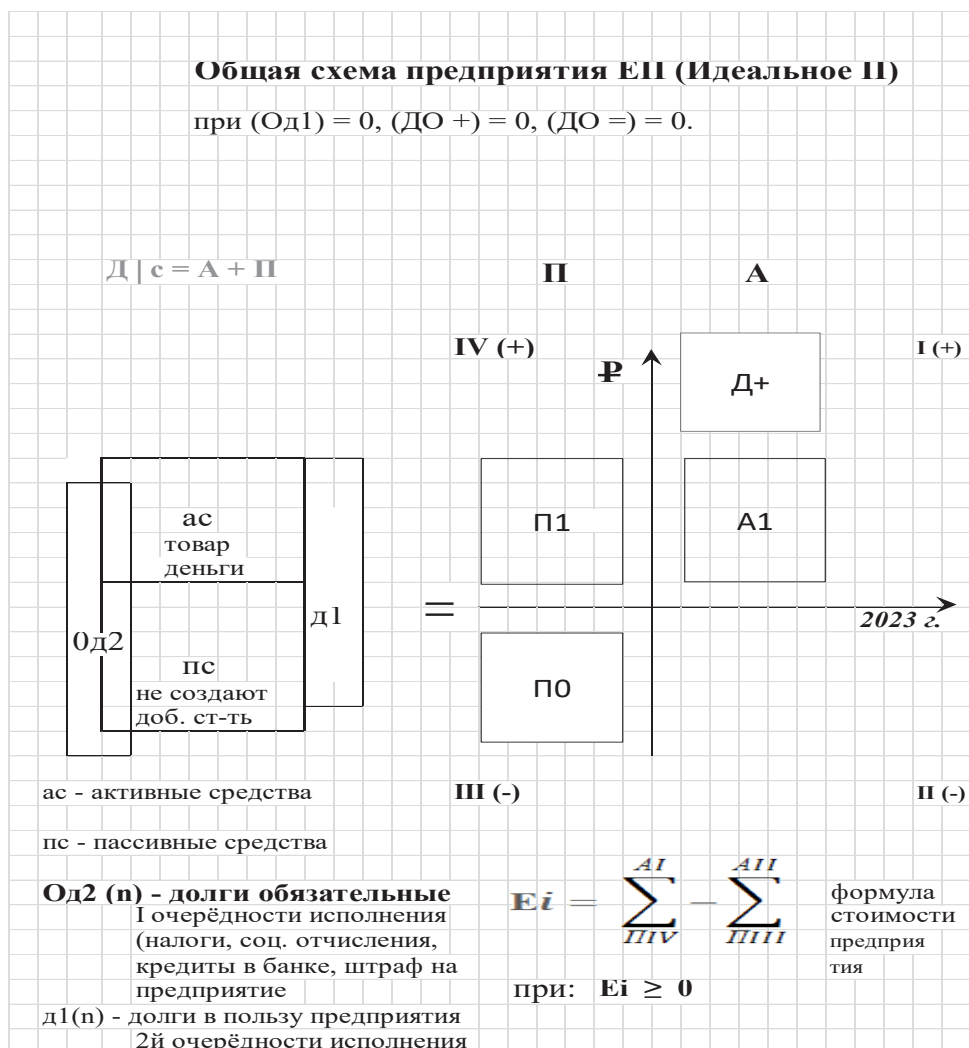 Общая схема предприятия ЕП (Идеальное П)
при (Од1) = 0, (ДО +) = 0, (ДО =) = 0.
Д | с = А + П
П
А
IV (+)
I (+)
₽
Д+
ас
товар
деньги
П1
А1
=
д1
2023 г.
0д2
пс
не создают
доб. ст-ть
П0
ас - активные средства
III (-)
II (-)
пс - пассивные средства
Од2 (n) - долги обязательные
I очерёдности исполнения
(налоги, соц. отчисления,
кредиты в банке, штраф на
предприятие
д1(n) - долги в пользу предприятия
2й очерёдности исполнения
Ei = ∑ AI ПIV − ∑ AII ПIII
формула
стоимости
предприя
тия
при: Ei ≥ 0